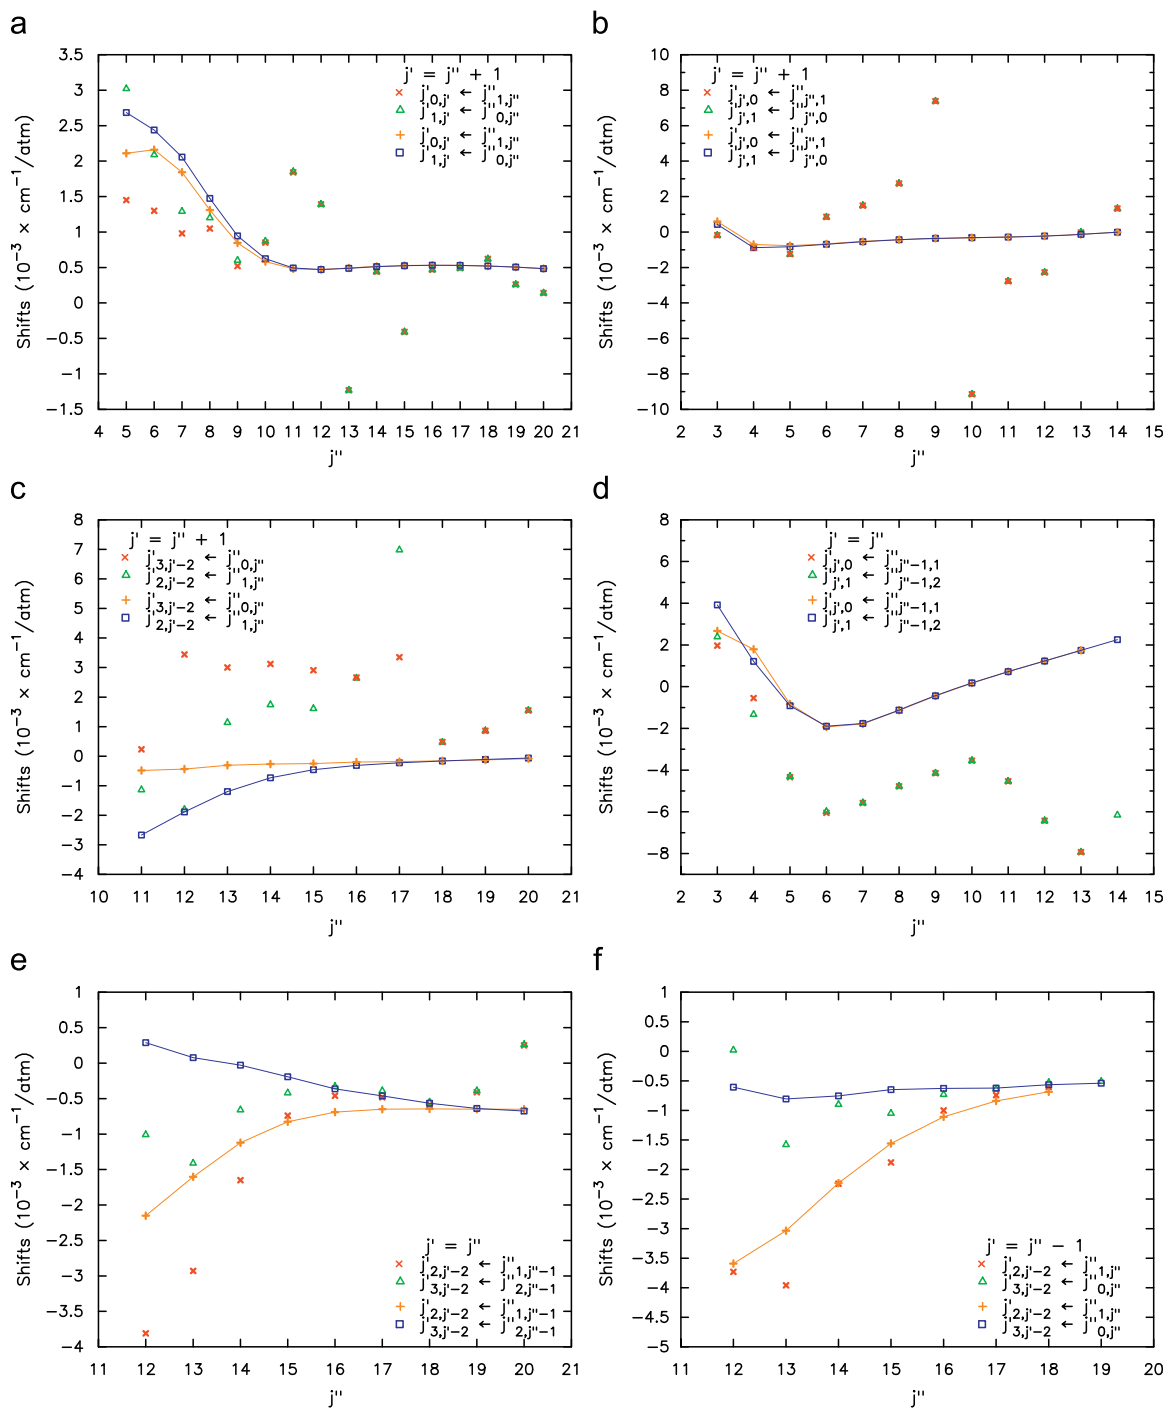 a
3.5
3
2.5
2
1.5
1
0.5
0
−0.5
−1
−1.5
4 5 6 7 8 9 10 11 12 13 14 15 16 17 18 19 20 21
Shifts (10−3 × cm−1/atm)
j''
j' = j'' + 1
j'0,j' ← j''1,j''
j'1,j' ← j''0,j''
j'0,j' ← j''1,j''
j'1,j' ← j''0,j''
b
10
8
6
4
2
0
−2
−4
−6
−8
−10
2 3 4 5 6 7 8 9 10 11 12 13 14 15
Shifts (10−3 × cm−1/atm)
j''
j' = j'' + 1
j'j',0 ← j''j'',1
j'j',1 ← j''j'',0
j'j',0 ← j''j'',1
j'j',1 ← j''j'',0
c
8
7
6
5
4
3
2
1
0
−1
−2
−3
−4
10 11 12 13 14 15 16 17 18 19 20 21
Shifts (10−3 × cm−1/atm)
j''
j' = j'' + 1
j'3,j'−2 ← j''0,j''
j'2,j'−2 ← j''1,j''
j'3,j'−2 ← j''0,j''
j'2,j'−2 ← j''1,j''
d
8
6
4
2
0
−2
−4
−6
−8
2 3 4 5 6 7 8 9 10 11 12 13 14 15
Shifts (10−3 × cm−1/atm)
j''
j' = j''
j'j',0 ← j''j''−1,1
j'j',1 ← j''j''−1,2
j'j',0 ← j''j''−1,1
j'j',1 ← j''j''−1,2
e
1
0.5
0
−0.5
−1
−1.5
−2
−2.5
−3
−3.5
−4
11 12 13 14 15 16 17 18 19 20 21
Shifts (10−3 × cm−1/atm)
j''
j' = j''
j'2,j'−2 ← j''1,j''−1
j'3,j'−2 ← j''2,j''−1
j'2,j'−2 ← j''1,j''−1
j'3,j'−2 ← j''2,j''−1
f
1
0.5
0
−0.5
−1
−1.5
−2
−2.5
−3
−3.5
−4
−4.5
−5
11 12 13 14 15 16 17 18 19 20
Shifts (10−3 × cm−1/atm)
j''
j' = j'' − 1
j'2,j'−2 ← j''1,j''
j'3,j'−2 ← j''0,j''
j'2,j'−2 ← j''1,j''
j'3,j'−2 ← j''0,j''